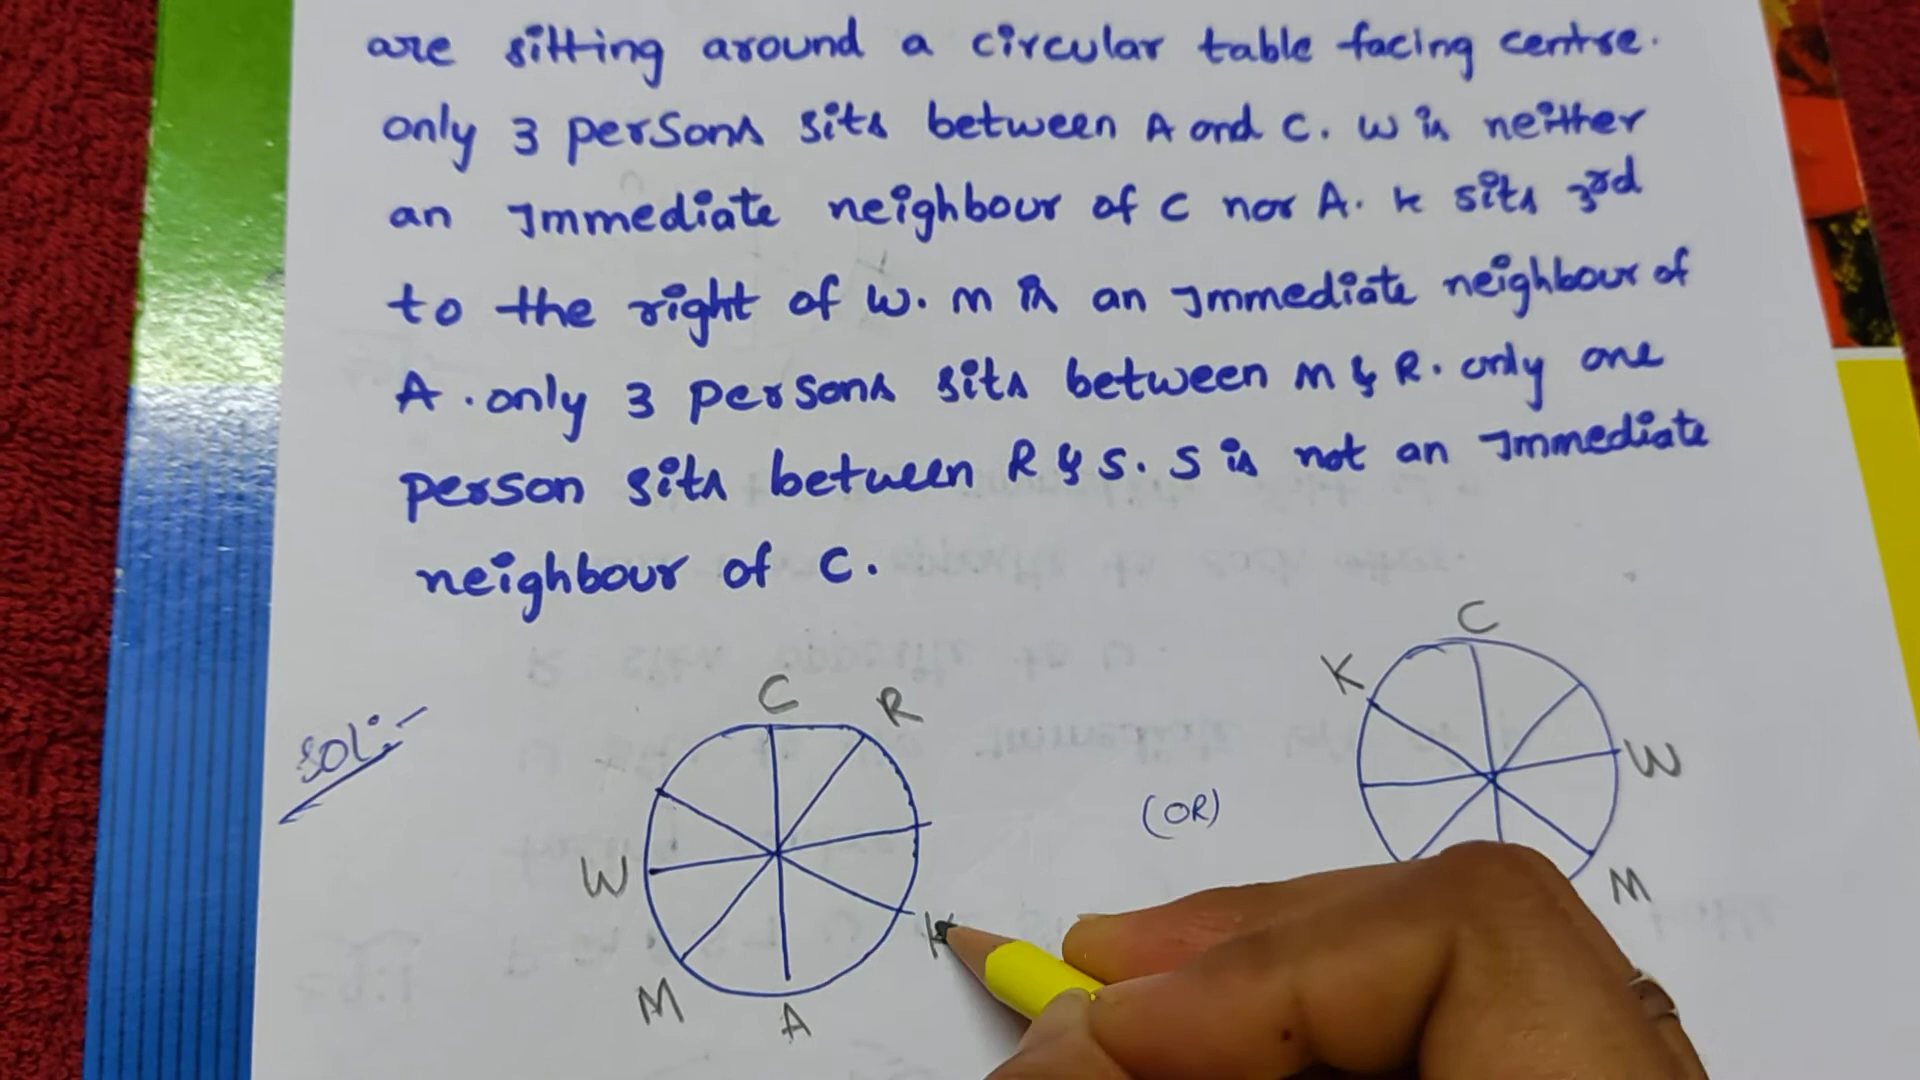 are sitting around a circular table facing centre.
only 3 persons sits between A and C. W is neither
an Immediate neighbour of C nor A. K sits 3rd
to the right of W. M is an Immediate neighbour of
A. only 3 persons sits between M & R. only one
person sits between R & S. S is not an Immediate
neighbour of C.
SOL:-
C
R
W
K
M
A
(OR)
C
K
W
M